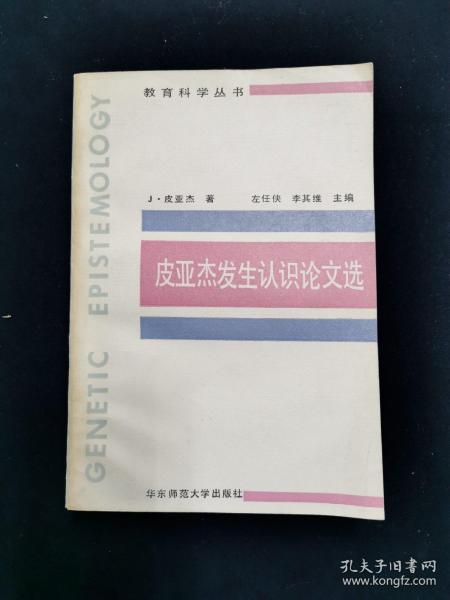 教育科学丛书
J·皮亚杰 著 左任侠 李其维 主编
皮亚杰发生认识论文选
GENETIC EPISTEMOLOGY
华东师范大学出版社
孔夫子旧书网
www.kongfz.com